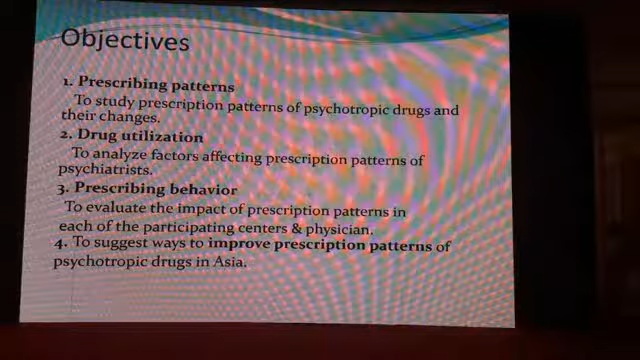 Objectives
1. Prescribing patterns
To study prescription patterns of psychotropic drugs and
their changes.
2. Drug utilization
To analyze factors affecting prescription patterns of
psychiatrists.
3. Prescribing behavior
To evaluate the impact of prescription patterns in
each of the participating centers & physician.
4. To suggest ways to improve prescription patterns of
psychotropic drugs in Asia.